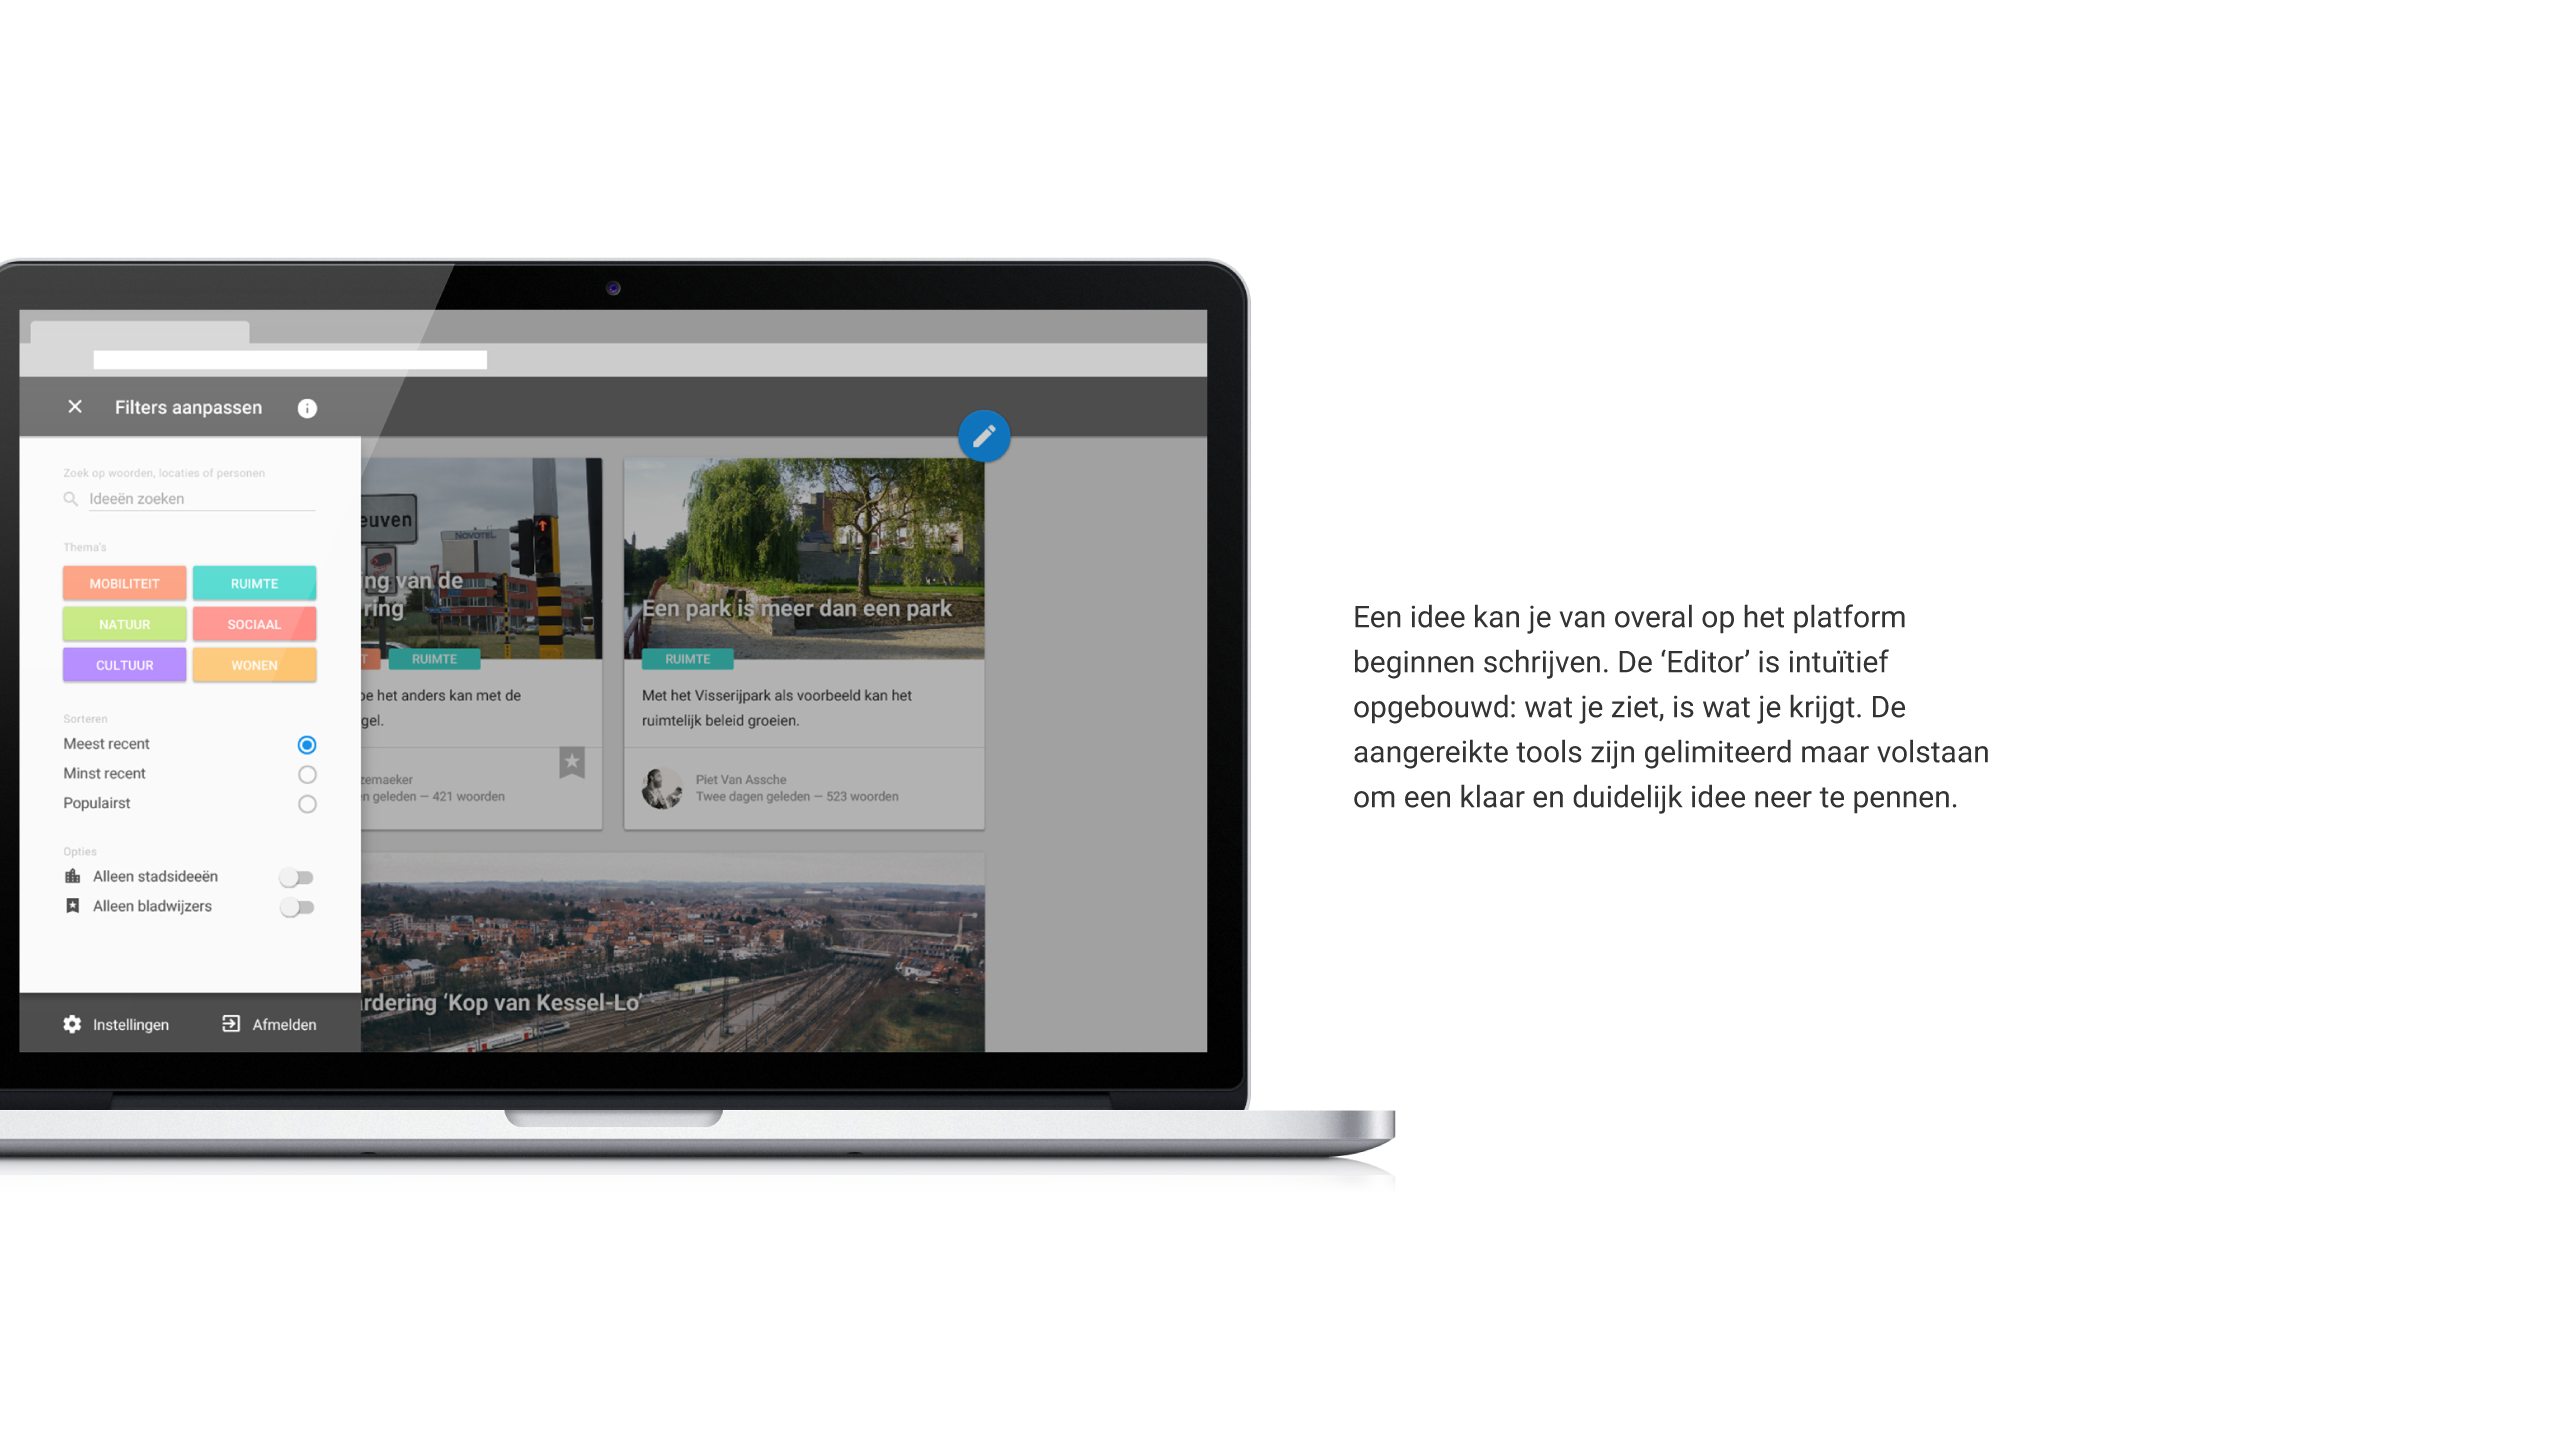 Filters aanpassen
Zoek op woorden, locaties of personen
Ideeën zoeken
Thema's
MOBILITEIT
RUIMTE
NATUUR
SOCIAAL
CULTUUR
WONEN
Sorteren
Meest recent
Minst recent
Populairst
Opties
Alleen stadsideeën
Alleen bladwijzers
Instellingen
Afmelden
euven
NOVOTEL
ing van de
ring
T
RUIMTE
het anders kan met de
gel.
zemaeker
n geleden — 421 woorden
Een park is meer dan een park
RUIMTE
Met het Visserijpark als voorbeeld kan het
ruimtelijk beleid groeien.
Piet Van Assche
Twee dagen geleden — 523 woorden
rdering ‘Kop van Kessel-Lo’
Een idee kan je van overal op het platform
beginnen schrijven. De ‘Editor’ is intuïtief
opgebouwd: wat je ziet, is wat je krijgt. De
aangereikte tools zijn gelimiteerd maar volstaan
om een klaar en duidelijk idee neer te pennen.